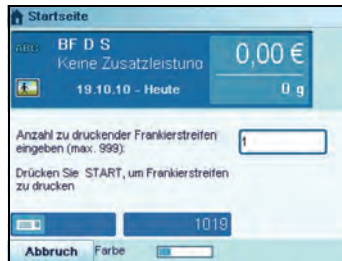 Startseite
ABC
BF D S
Keine Zusatzleistung
0,00 €
19.10.10 - Heute
0 g
Anzahl zu druckender Frankierstreifen
eingeben (max. 999):
1
Drücken Sie START, um Frankierstreifen
zu drucken
1019
Abbruch
Farbe